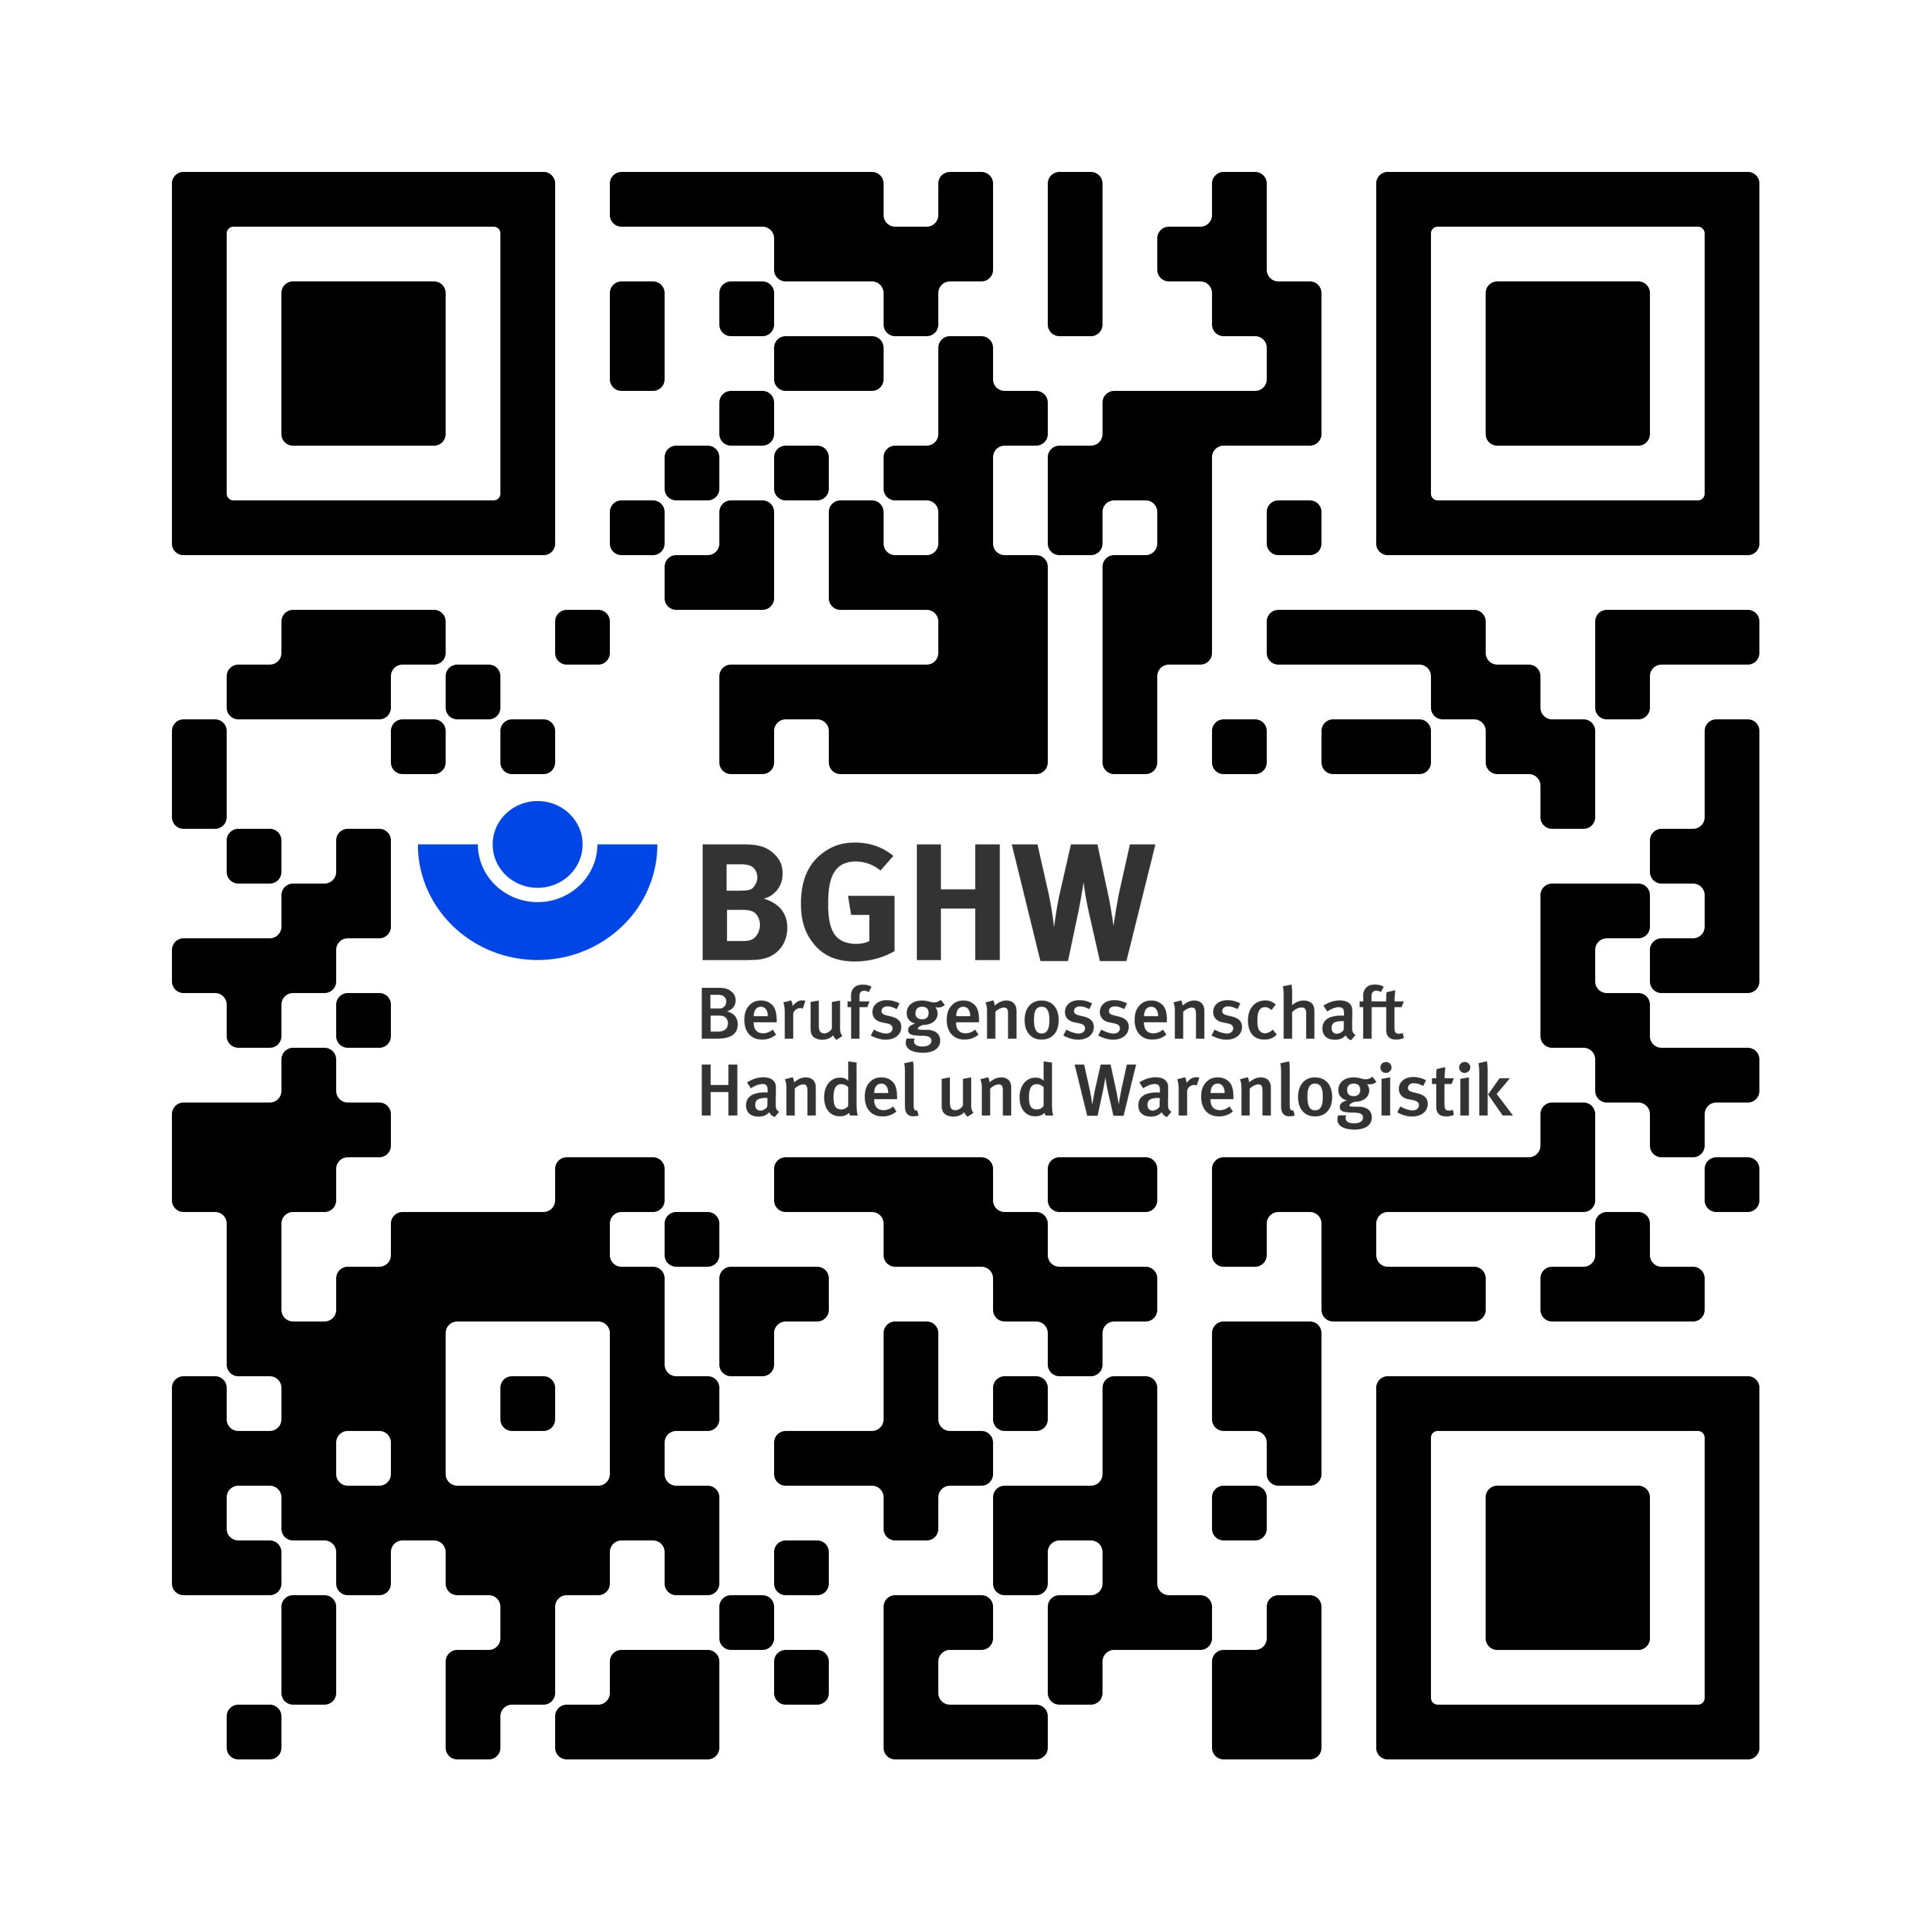 BGHW
Berufsgenossenschaft
Handel und Warenlogistik